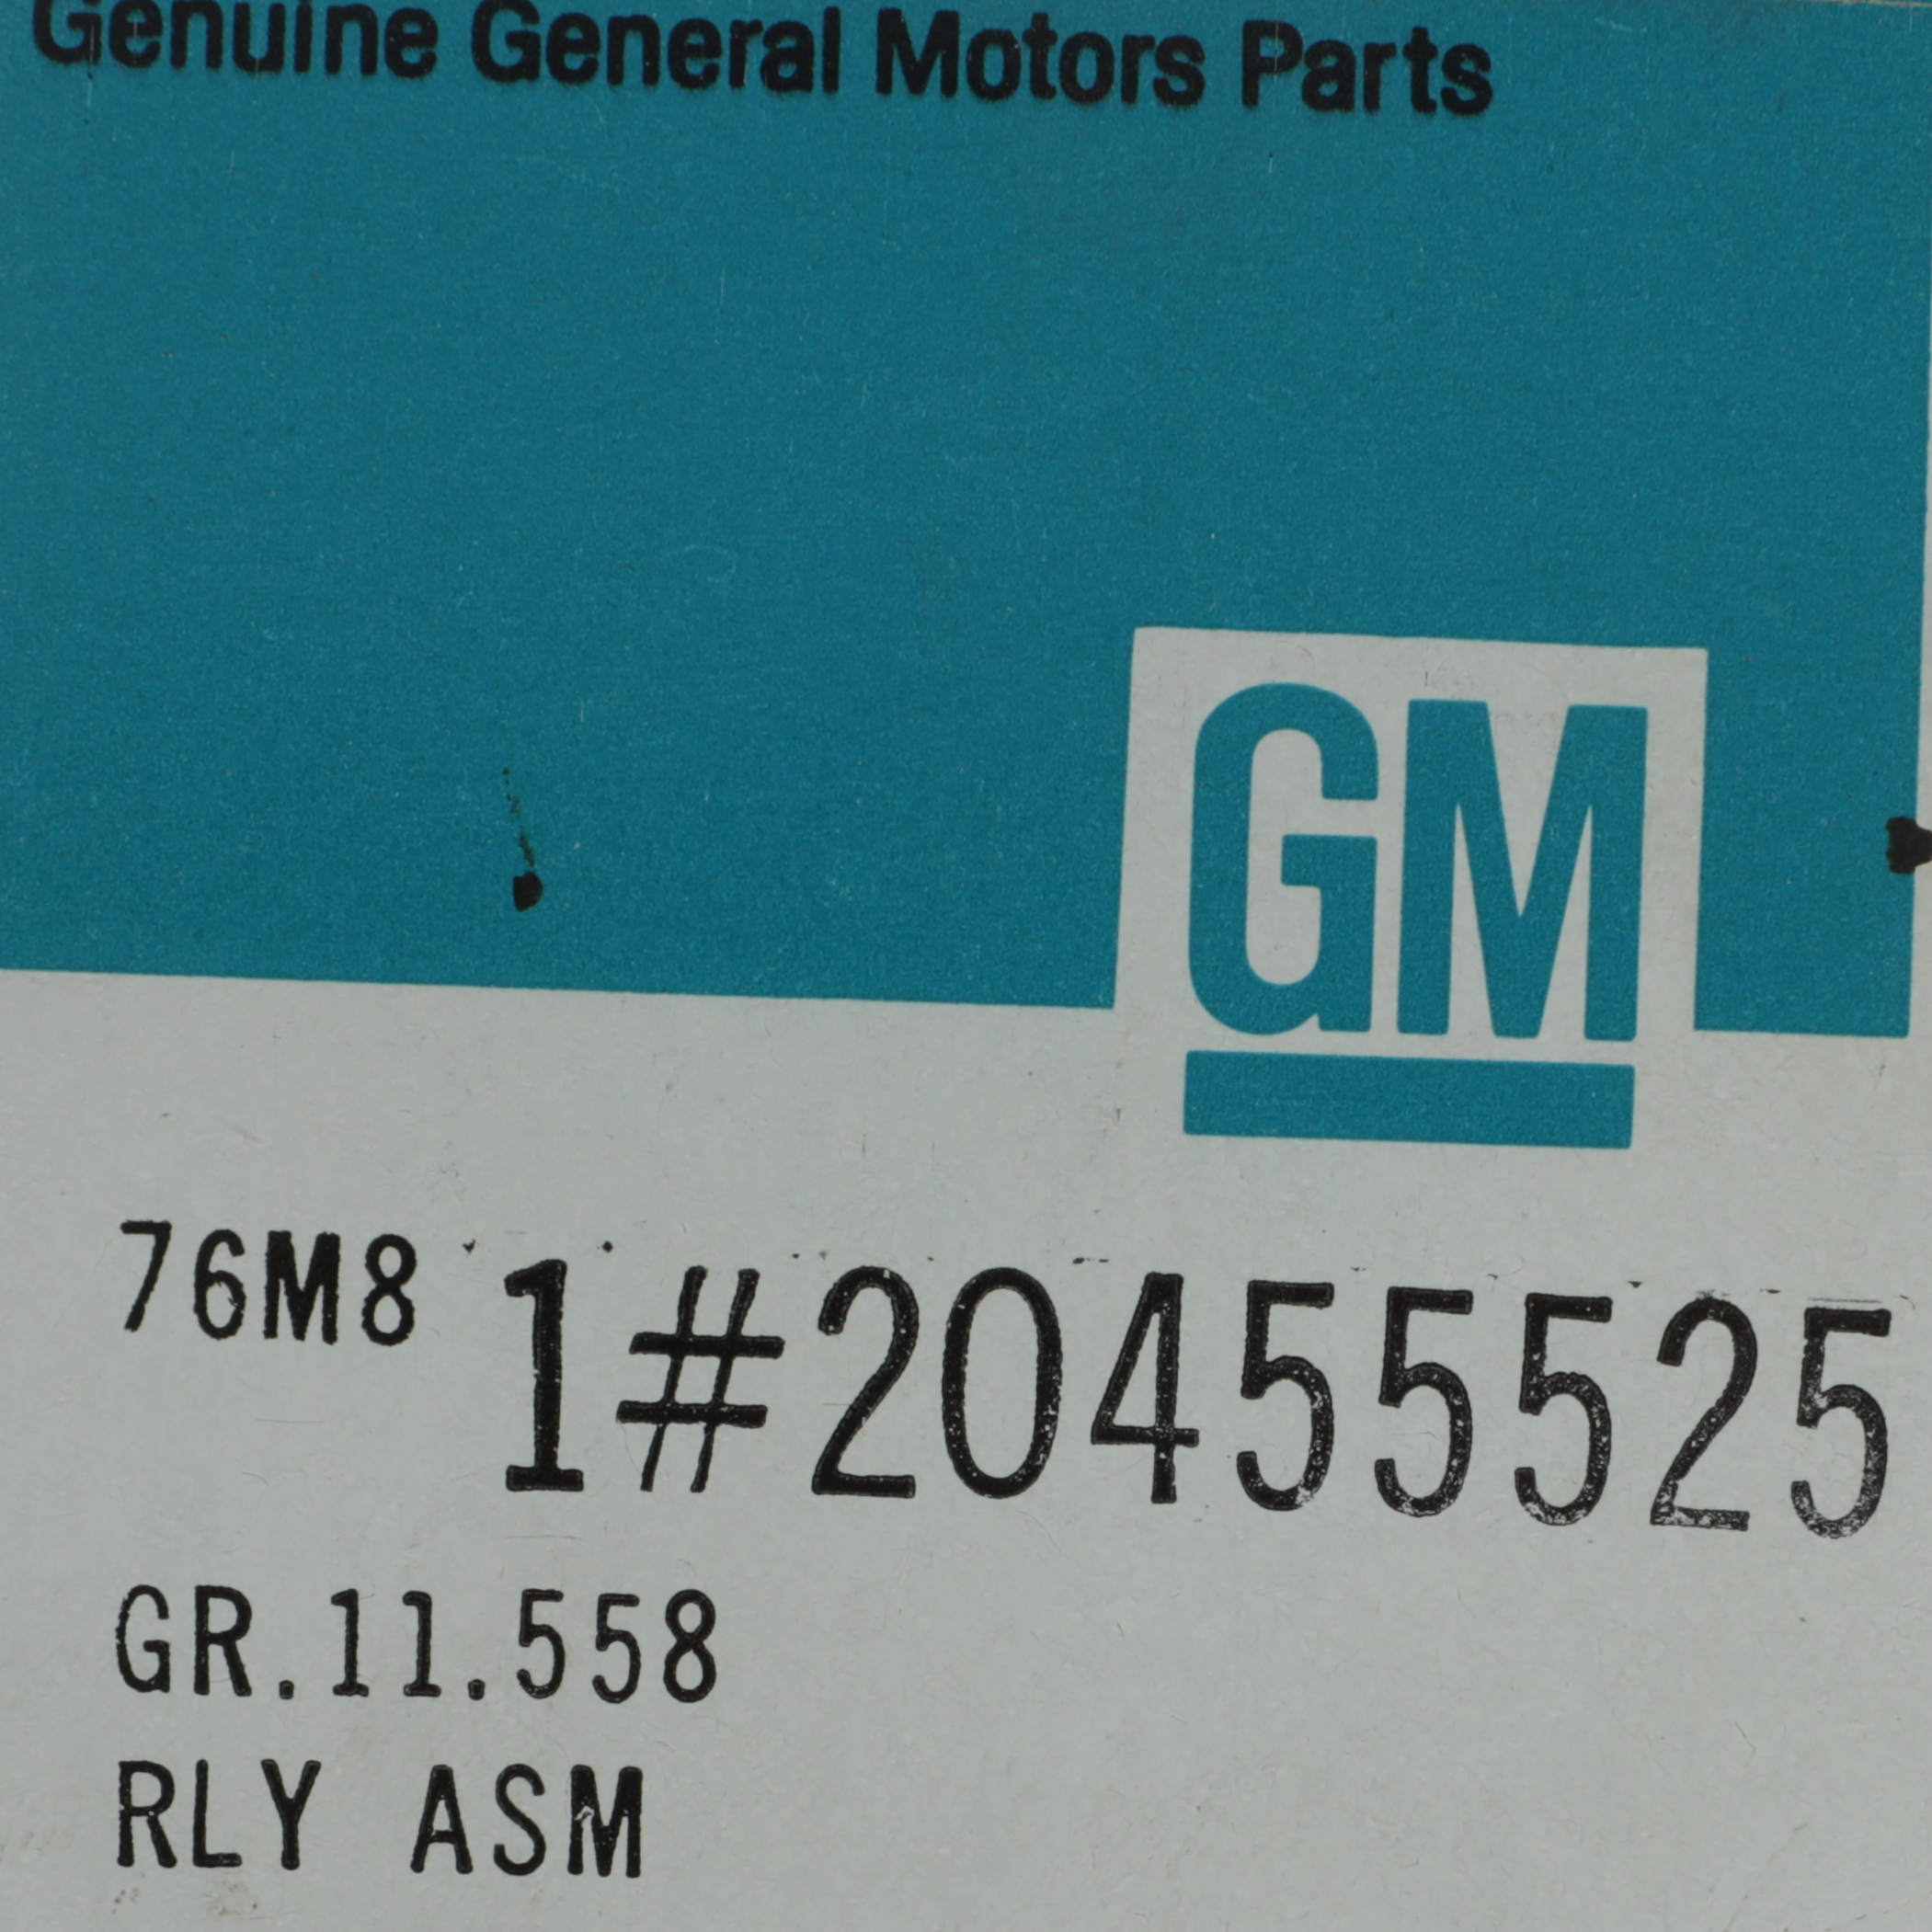 Genuine General Motors Parts
GM
76M8 1#20455525
GR.11.558
RLY ASM